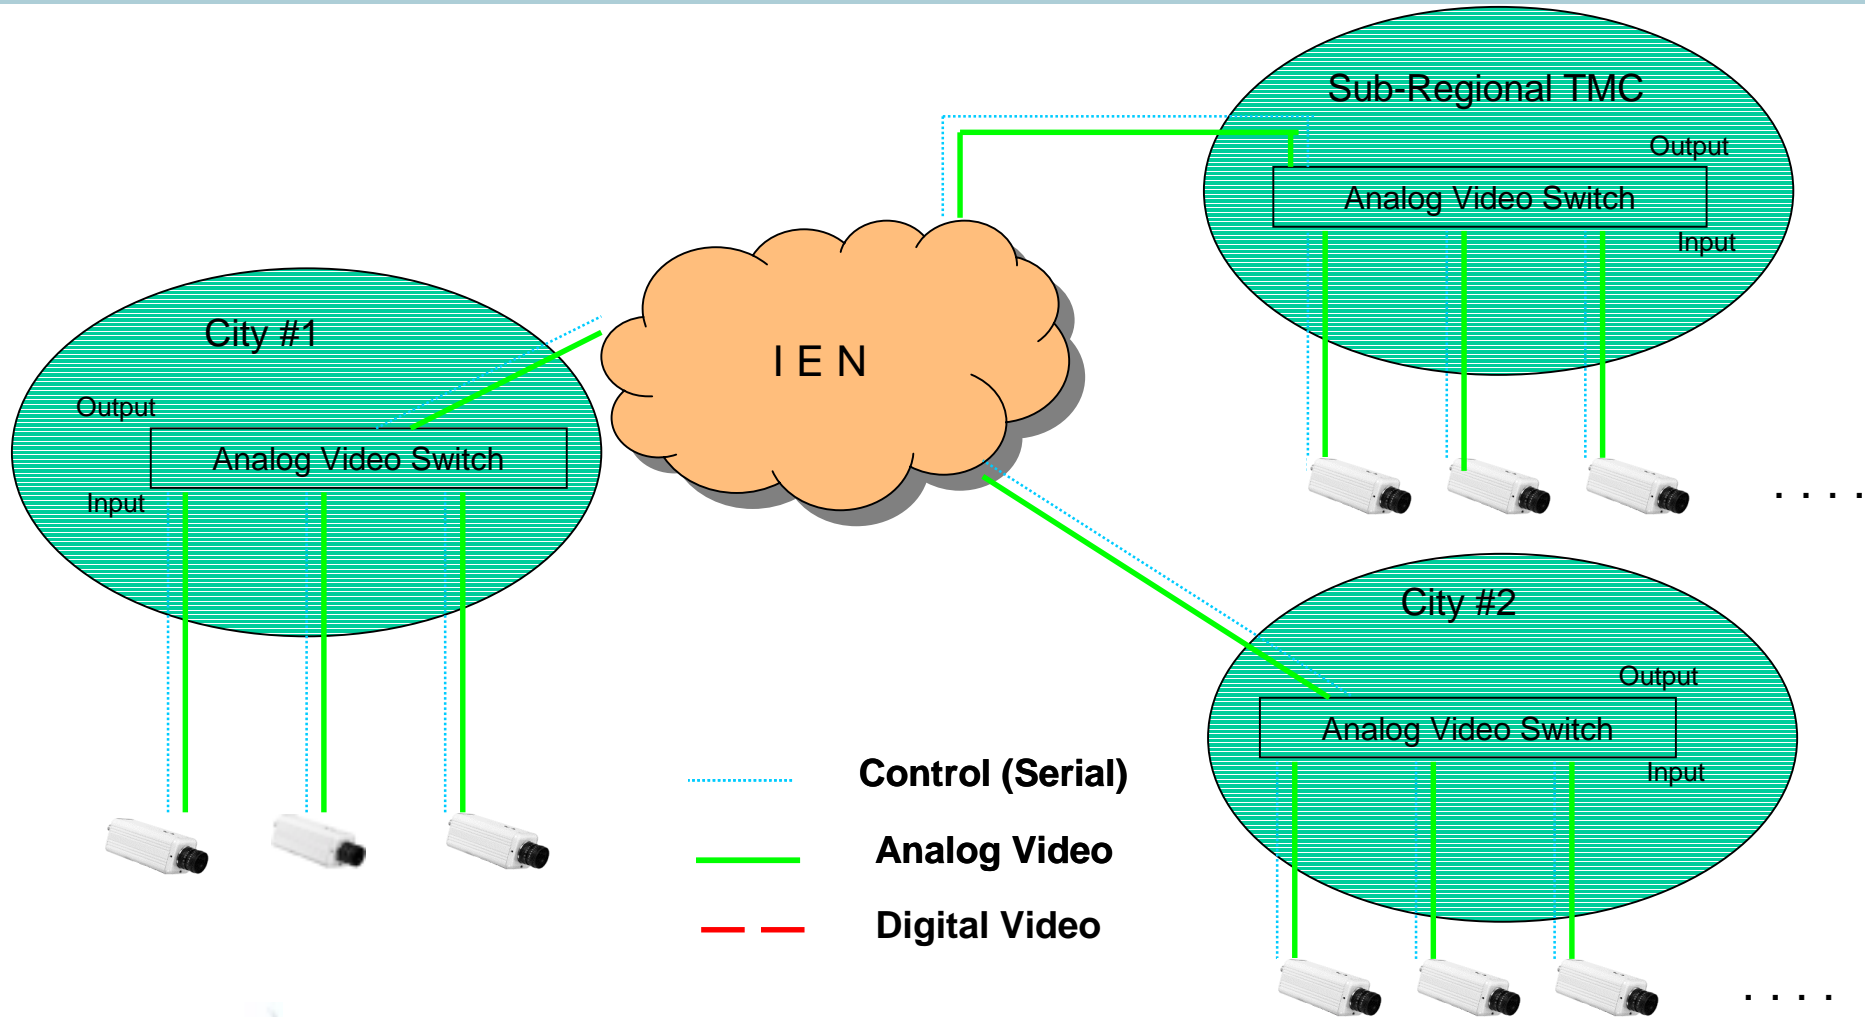 Sub-Regional TMC
Output
Analog Video Switch
Input
City #1
Output
Analog Video Switch
Input
I E N
City #2
Output
Analog Video Switch
Input
Control (Serial)
Analog Video
Digital Video
. . . .
. . . .